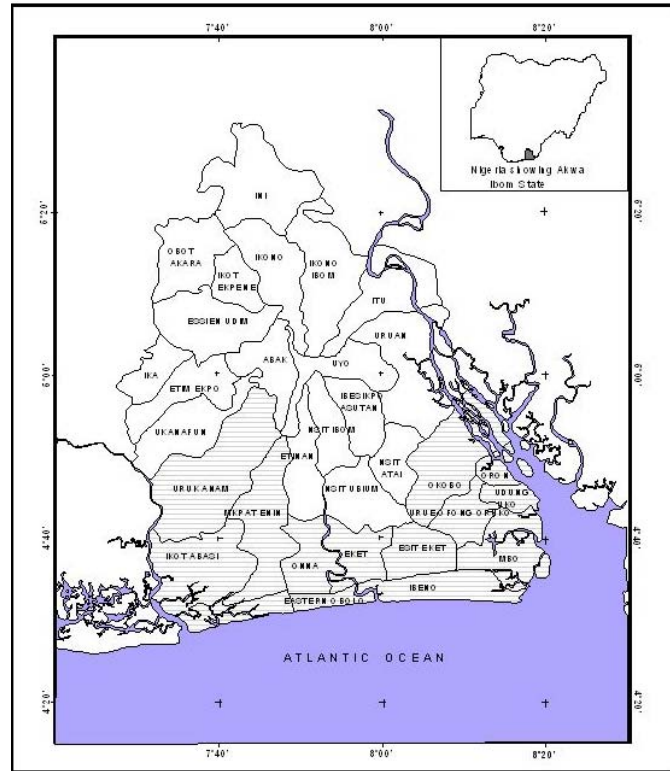 7°40'
8°00'
8°20'
Nigeria showing Akwa
Ibom State
6°20'
6°20'
INI
OBOT
AKARA
IKONO
IKOT
EKPENE
IKONO
IBOM
ITU
ESSIEN UDIM
URUAN
ABAK
UYO
6°00'
6°00'
IKA
ETIM EKPO
IBESIKPO
ASUTAN
UKANAFUN
NSIT IBOM
ETINAN
NSIT
ATAI
ORON
URUKANAM
NSIT UBIUM
OKOBO
UDUNG
UKO
MKPAT ENIN
URUE OFONG ORUKO
4°40'
4°40'
IKOT ABASI
ONNA
EKET
ESIT EKET
MBO
IBENO
EASTERN OBOLO
ATLANTIC OCEAN
4°20'
4°20'
7°40'
8°00'
8°20'